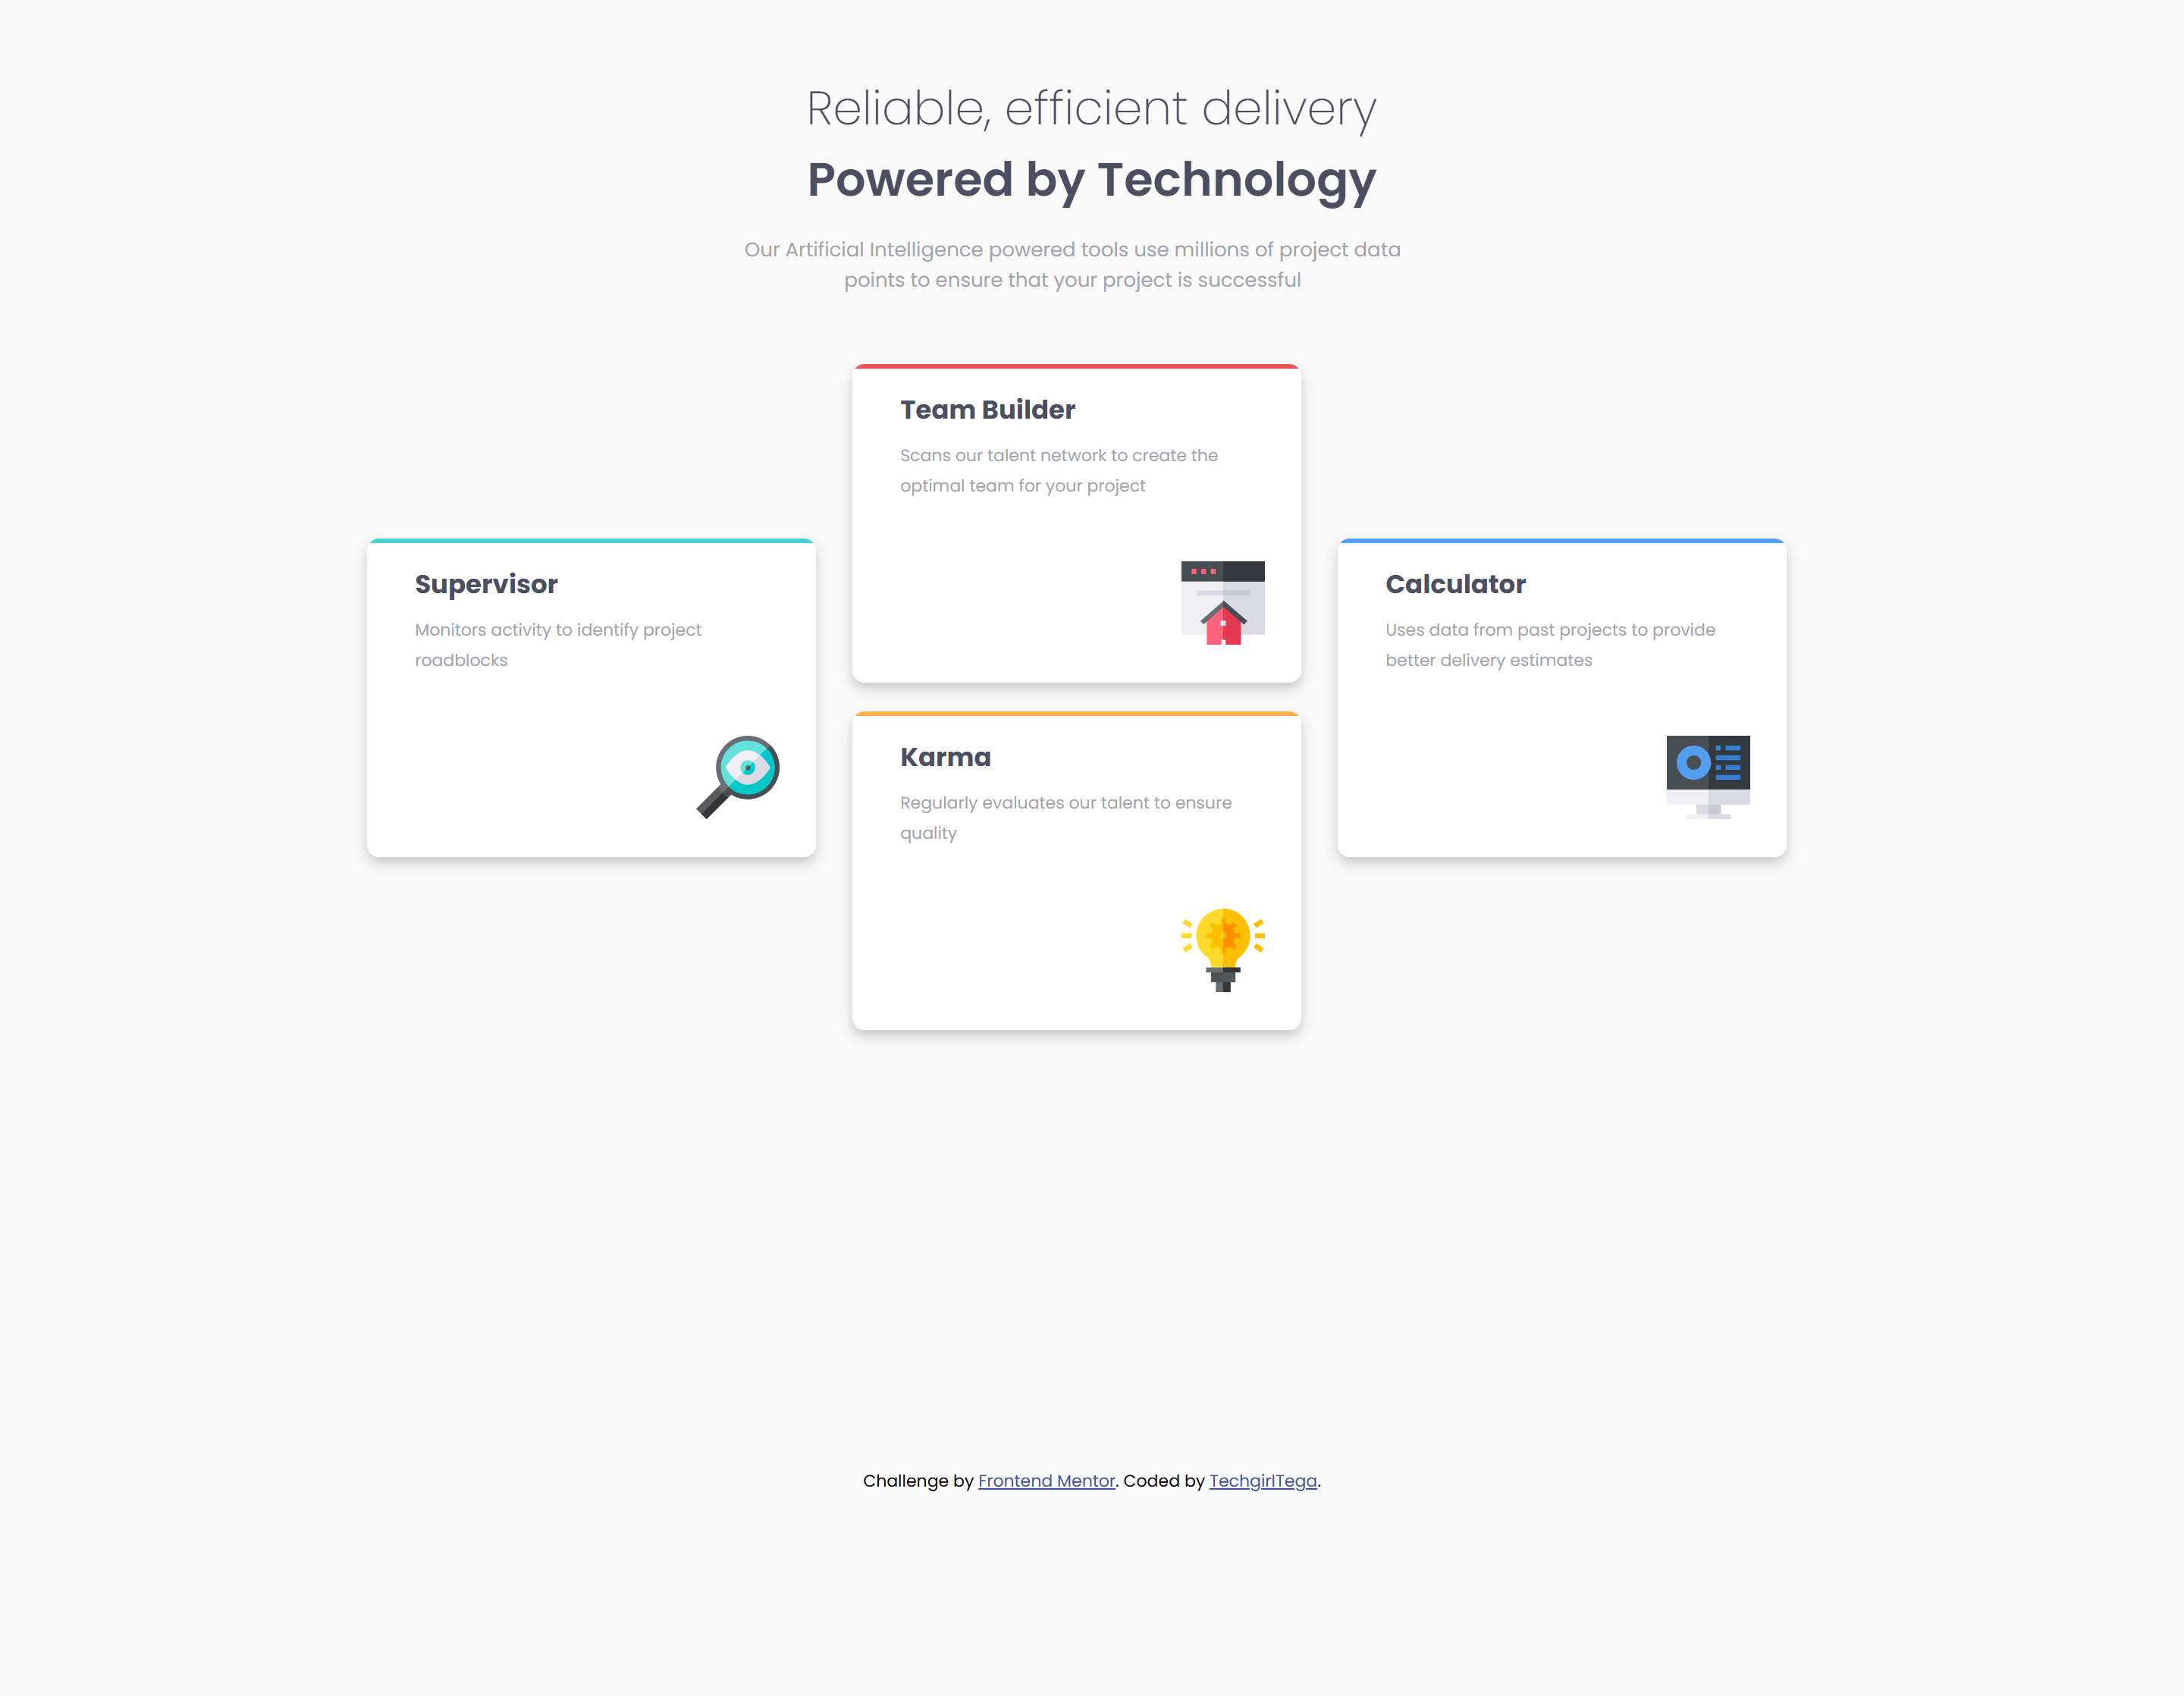 Reliable, efficient delivery
Powered by Technology
Our Artificial Intelligence powered tools use millions of project data
points to ensure that your project is successful
Team Builder
Scans our talent network to create the
optimal team for your project
Supervisor
Monitors activity to identify project
roadblocks
Calculator
Uses data from past projects to provide
better delivery estimates
Karma
Regularly evaluates our talent to ensure
quality
Challenge by Frontend Mentor. Coded by TechgirlTega.